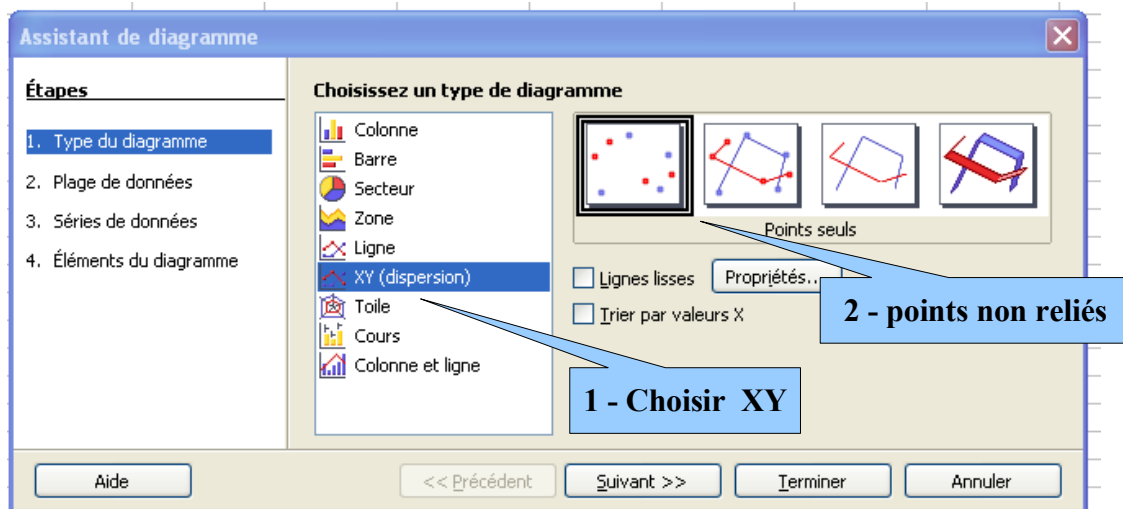 Assistant de diagramme
Étapes
1. Type du diagramme
2. Plage de données
3. Séries de données
4. Éléments du diagramme
Choisissez un type de diagramme
Colonne
Barre
Secteur
Zone
Ligne
XY (dispersion)
Toile
Cours
Colonne et ligne
Points seuls
Lignes lisses
Propriétés...
Trier par valeurs X
2 - points non reliés
1 - Choisir XY
Aide
<< Précédent
Suivant >>
Terminer
Annuler